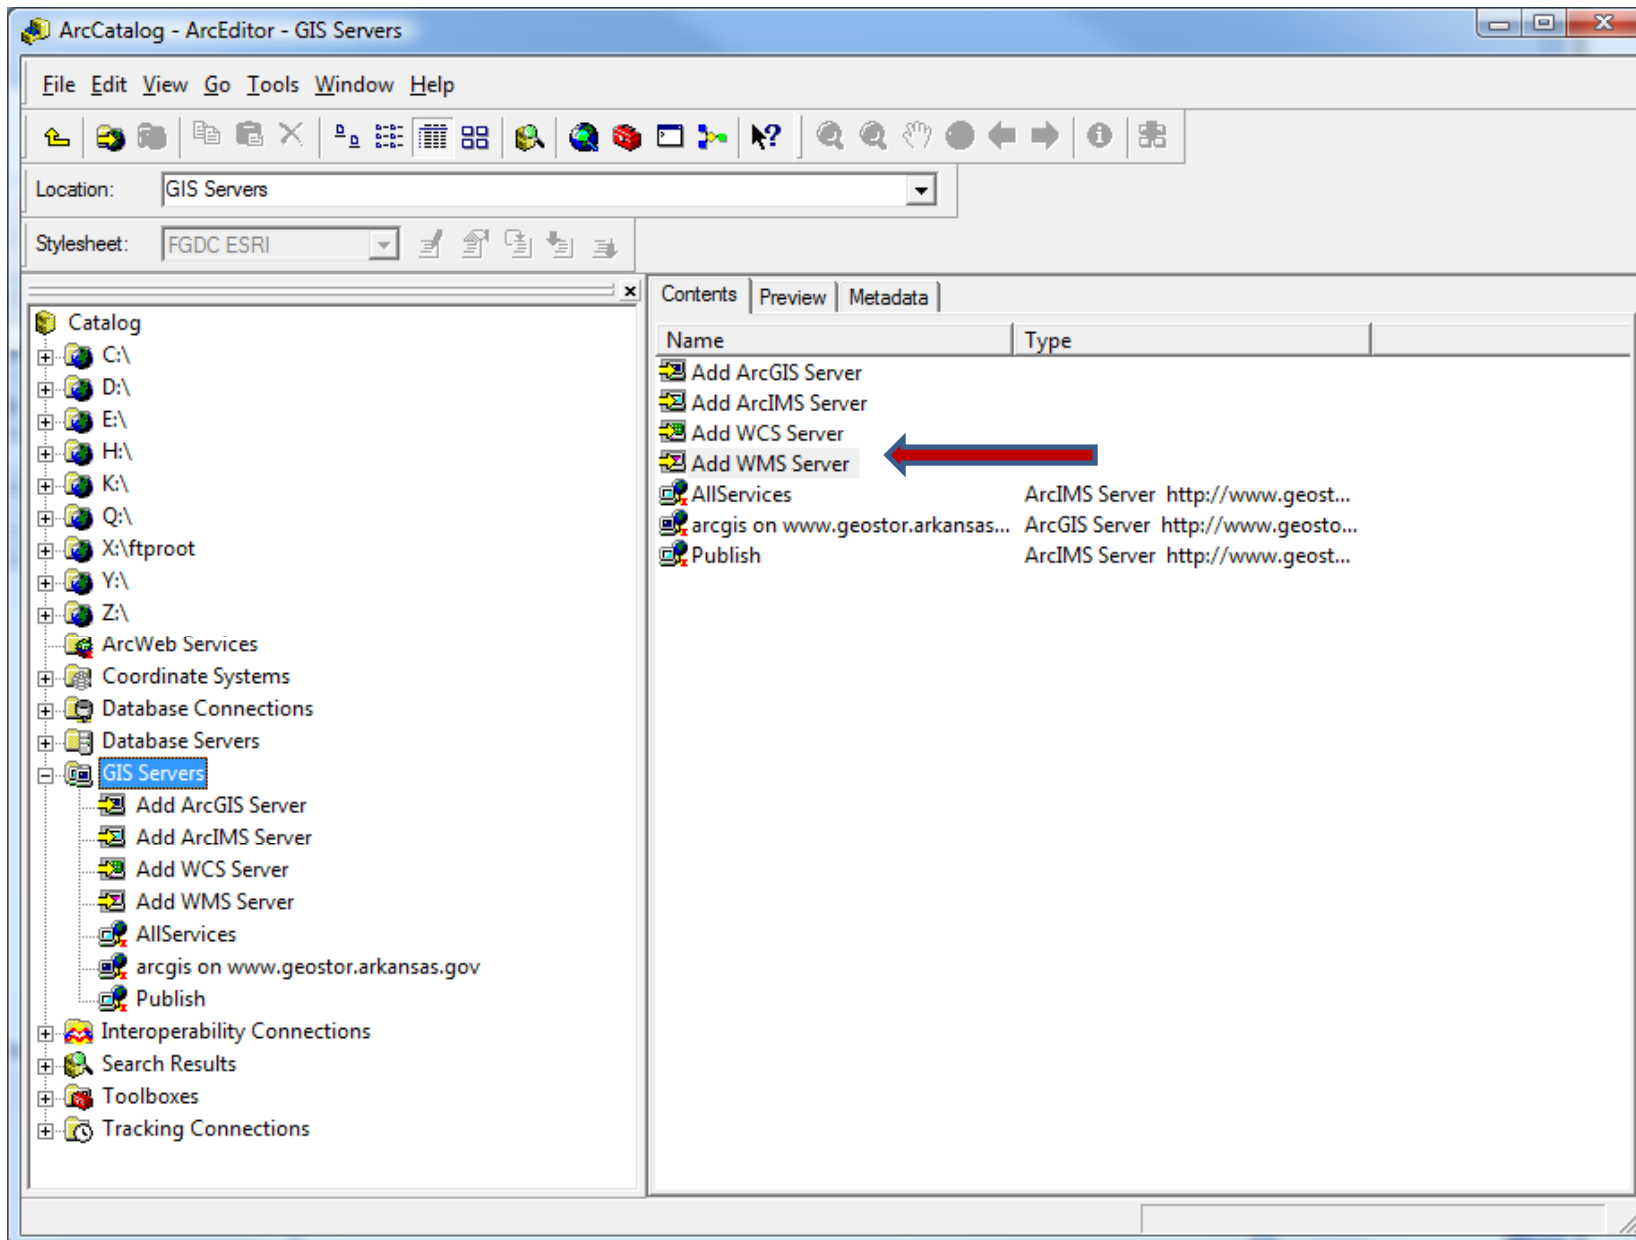 ArcCatalog - ArcEditor - GIS Servers
File Edit View Go Tools Window Help
Location: GIS Servers
Stylesheet: FGDC ESRI
Catalog
C:\
D:\
E:\
H:\
K:\
Q:\
X:\ftproot
Y:\
Z:\
ArcWeb Services
Coordinate Systems
Database Connections
Database Servers
GIS Servers
Add ArcGIS Server
Add ArcIMS Server
Add WCS Server
Add WMS Server
AllServices
arcgis on www.geostor.arkansas.gov
Publish
Interoperability Connections
Search Results
Toolboxes
Tracking Connections
Contents Preview Metadata
Name Type
Add ArcGIS Server
Add ArcIMS Server
Add WCS Server
Add WMS Server
AllServices ArcIMS Server http://www.geost...
arcgis on www.geostor.arkansas... ArcGIS Server http://www.geosto...
Publish ArcIMS Server http://www.geost...